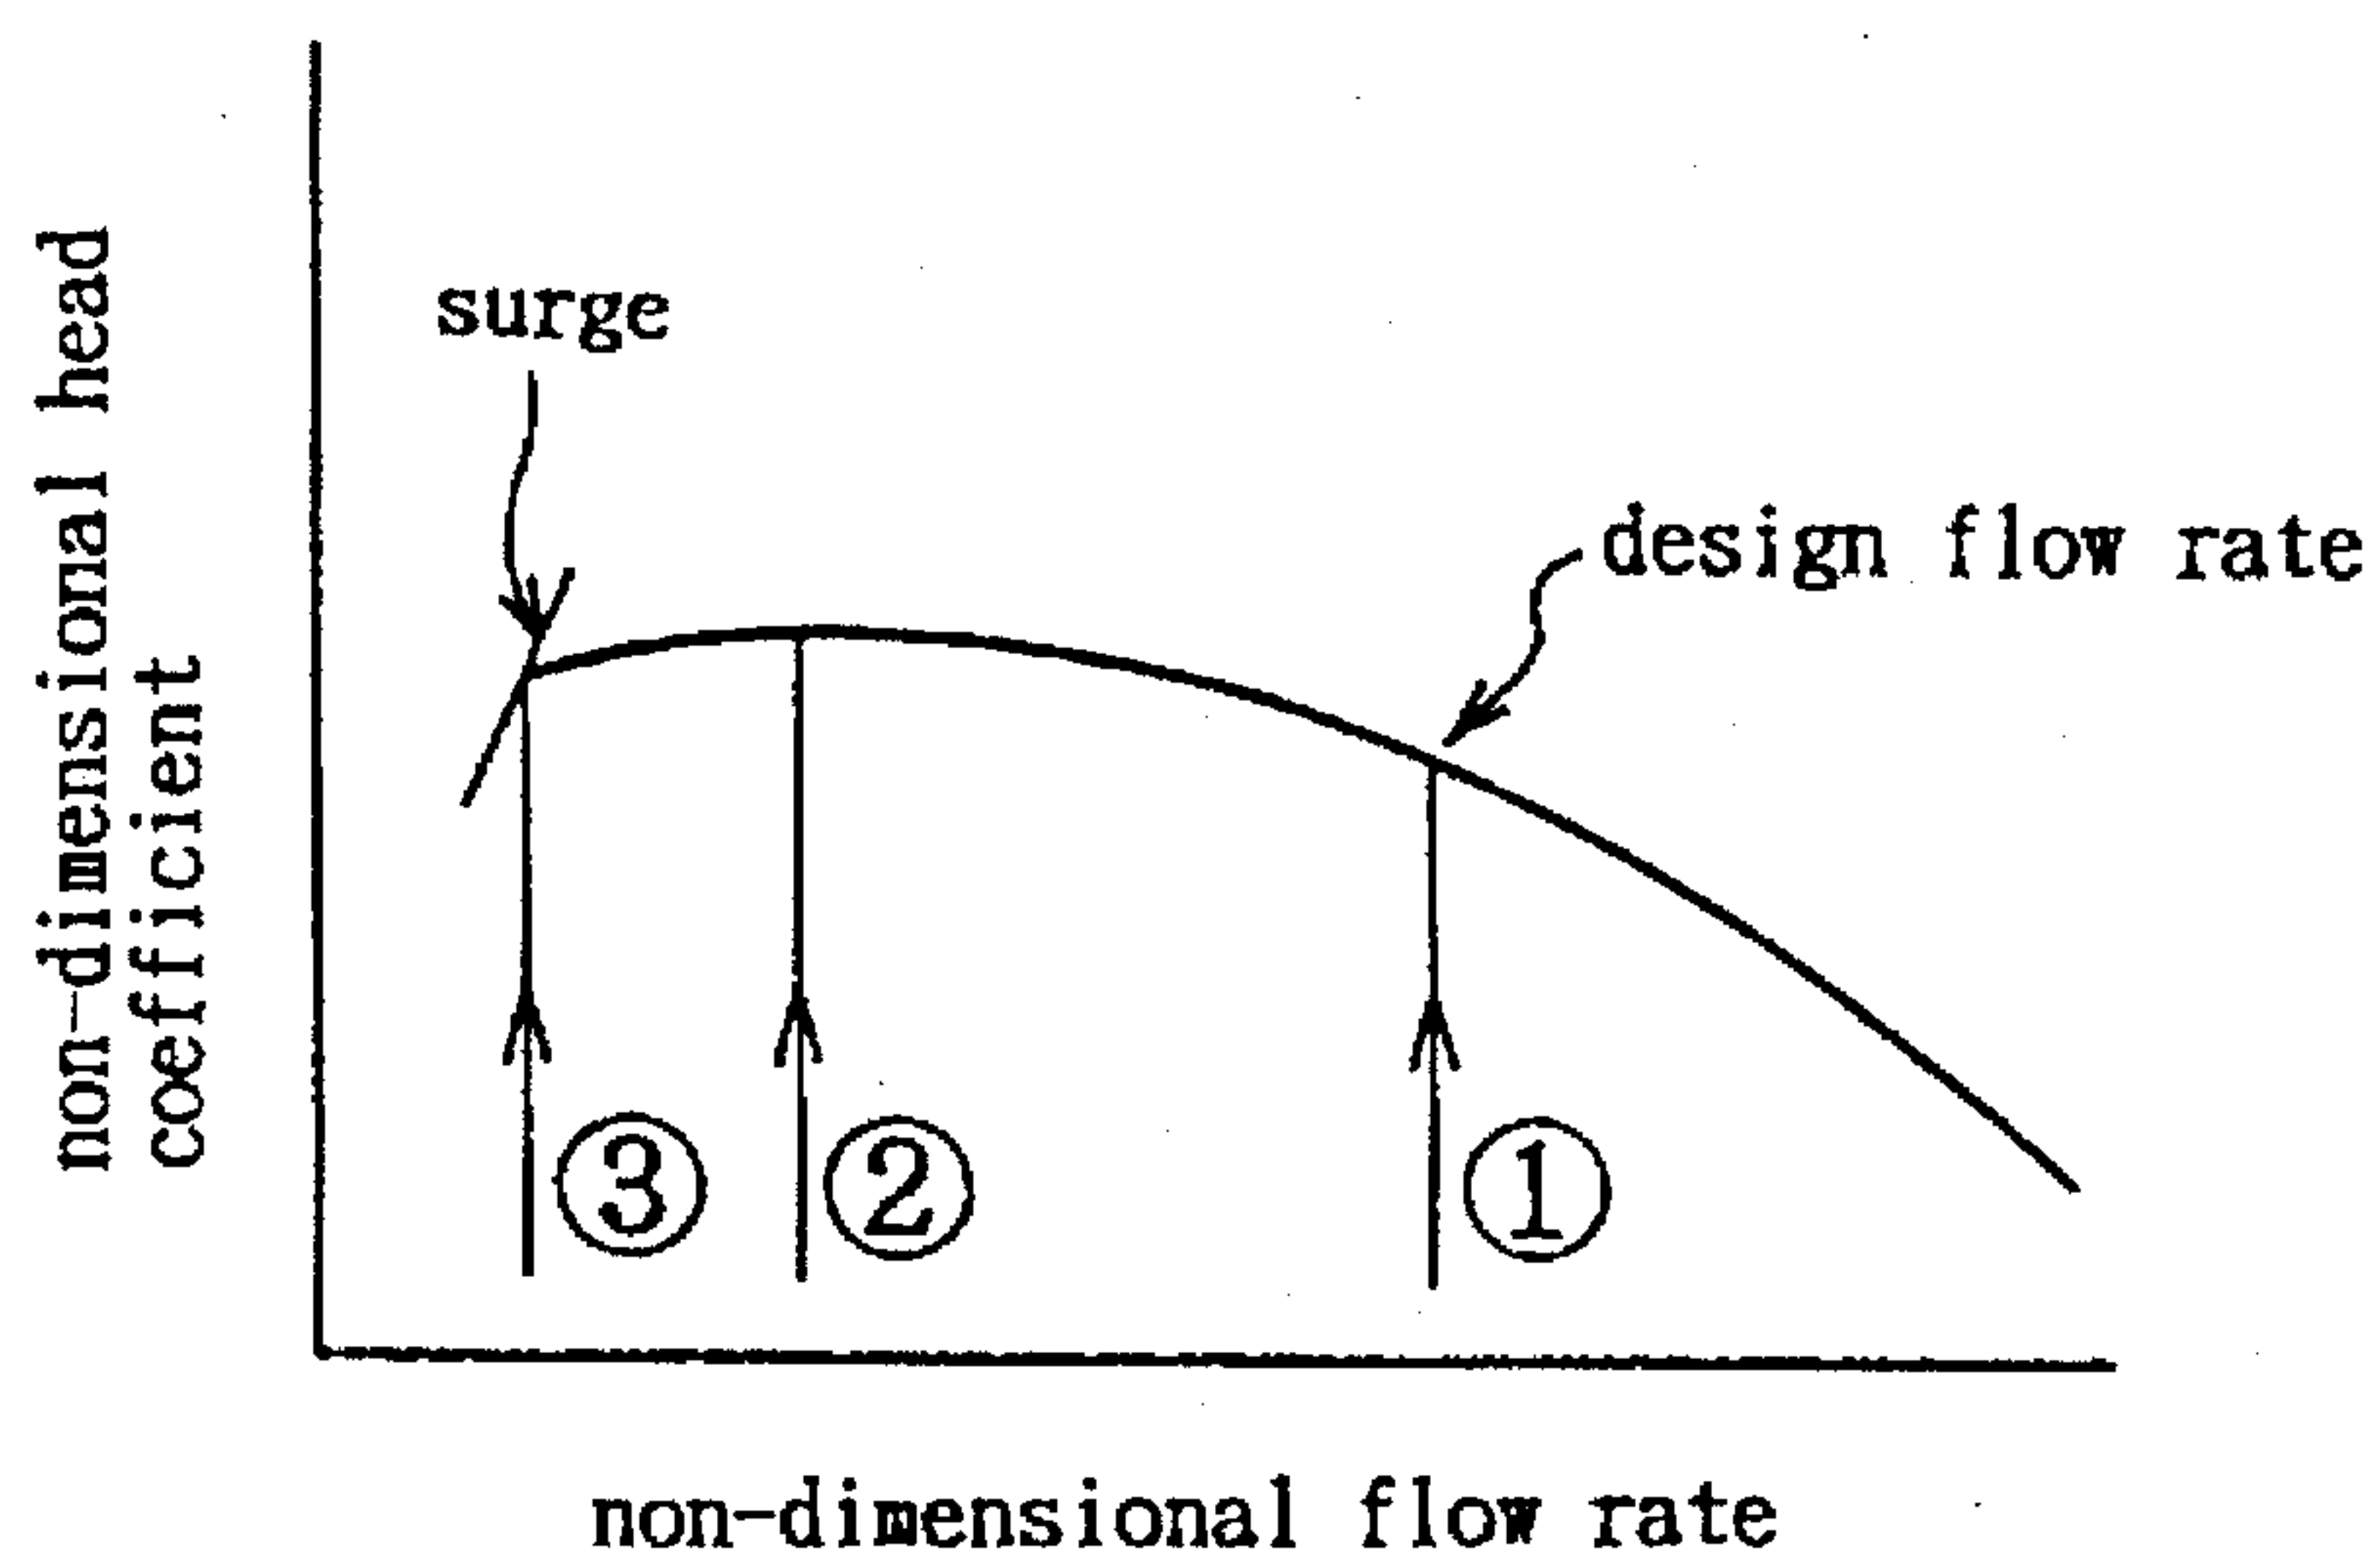 non-dimensional head
coefficient
surge
design flow rate
③
②
①
non-dimensional flow rate